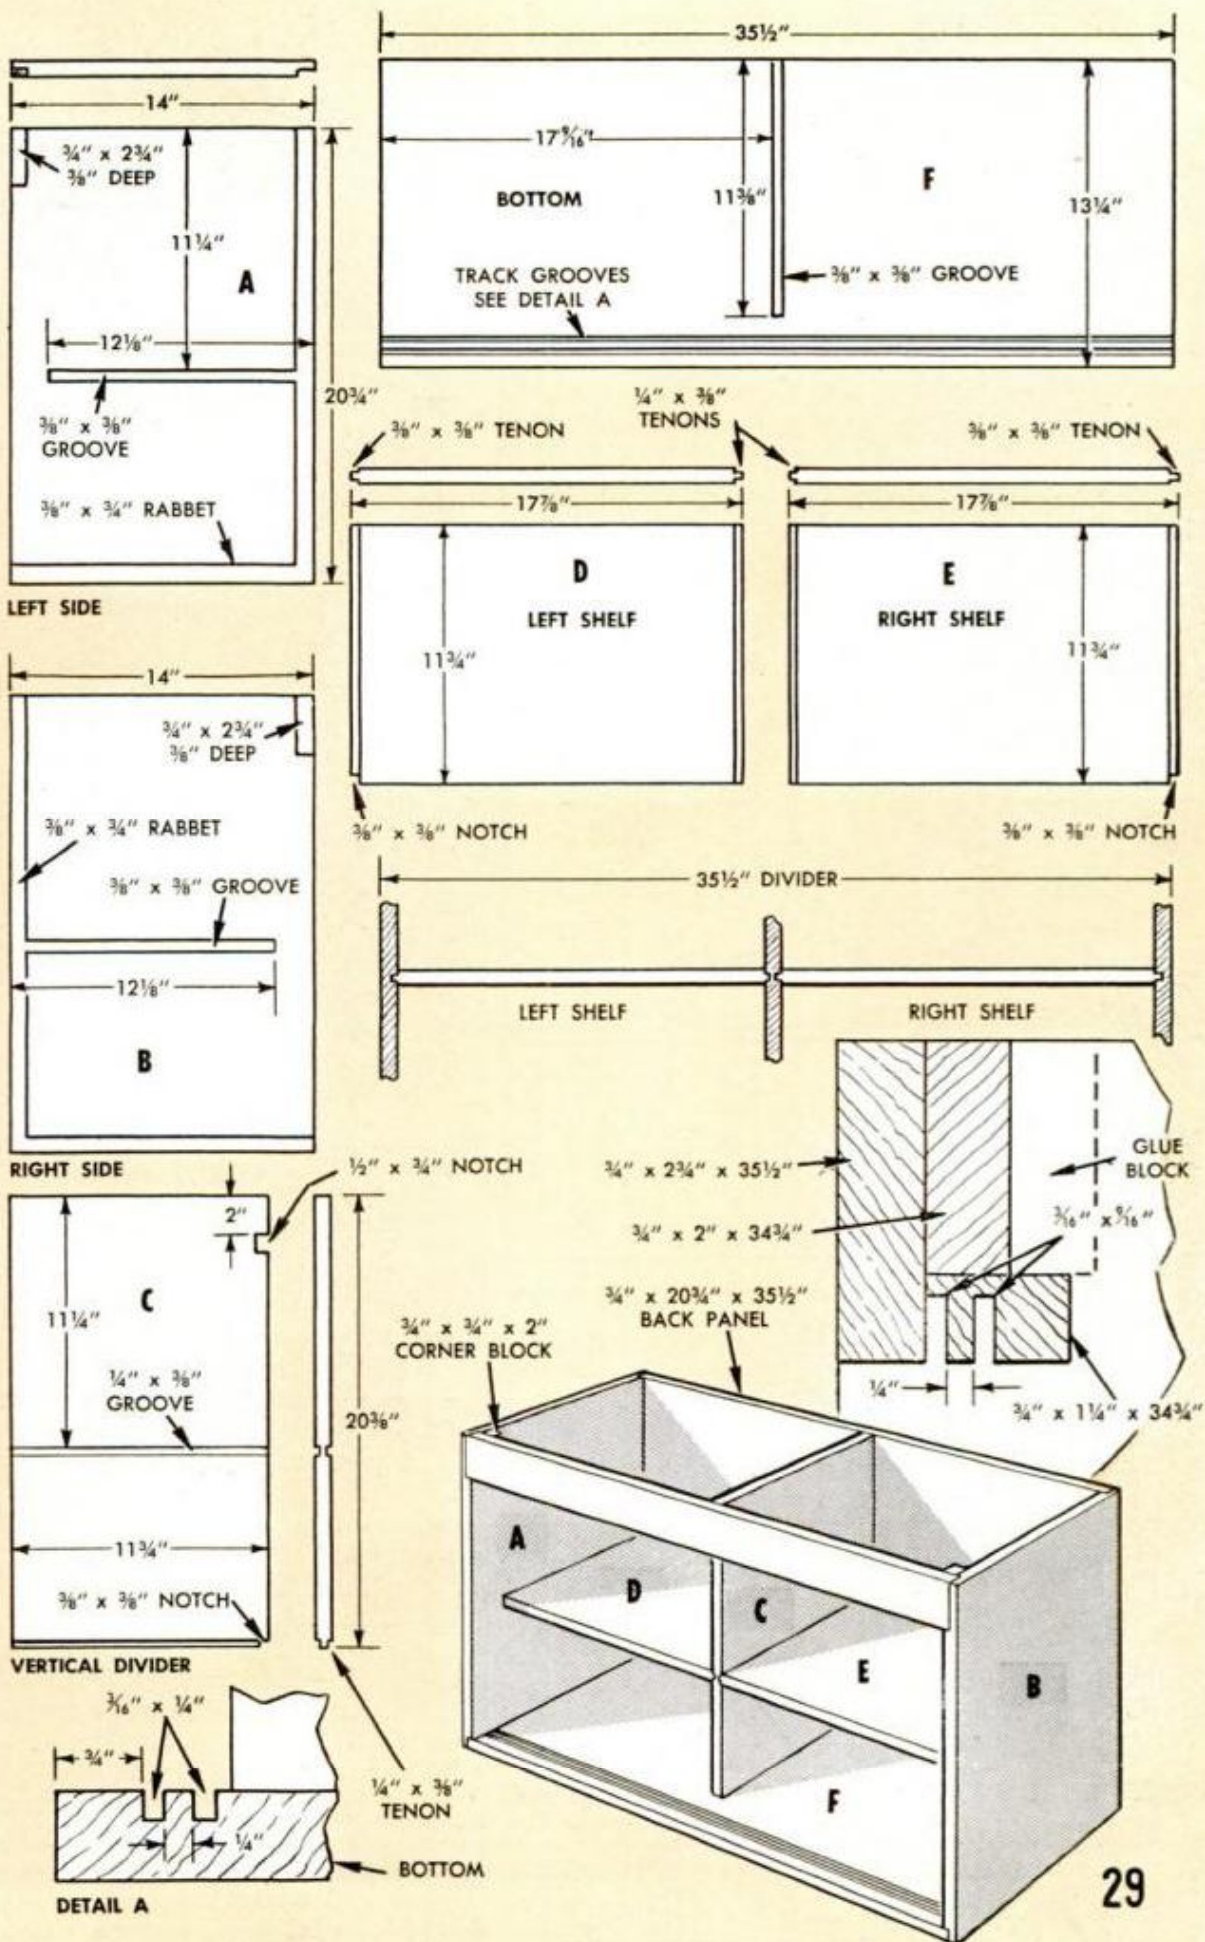 35½"
14"
¾" x 2¾"
⅜" DEEP
11¼"
A
12⅛"
⅜" x ⅜"
GROOVE
⅜" x ¾" RABBET
20¾"
LEFT SIDE
17⁹⁄₁₆"
BOTTOM
11⅜"
F
13¼"
TRACK GROOVES
SEE DETAIL A
⅜" x ⅜" GROOVE
¼" x ⅜"
TENONS
⅜" x ⅜" TENON
⅜" x ⅜" TENON
17⅞"
17⅞"
D
LEFT SHELF
11¾"
E
RIGHT SHELF
11¾"
⅜" x ⅜" NOTCH
⅜" x ⅜" NOTCH
14"
¾" x 2¾"
⅜" DEEP
⅜" x ¾" RABBET
⅜" x ⅜" GROOVE
12⅛"
B
RIGHT SIDE
35½" DIVIDER
LEFT SHELF
RIGHT SHELF
½" x ¾" NOTCH
2"
C
11¼"
¼" x ⅜"
GROOVE
20⅜"
11¾"
⅜" x ⅜" NOTCH
VERTICAL DIVIDER
¾" x 2¾" x 35½"
¾" x 2" x 34¾"
GLUE
BLOCK
³⁄₁₆" x ⁹⁄₁₆"
¼"
¾" x 1¼" x 34¾"
¾" x 20¾" x 35½"
BACK PANEL
¾" x ¾" x 2"
CORNER BLOCK
A
D
C
E
B
F
³⁄₁₆" x ¼"
¾"
¼"
¼" x ⅜"
TENON
BOTTOM
DETAIL A
29